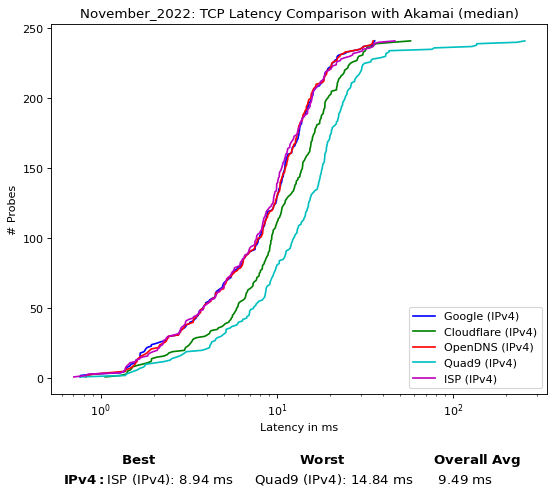 November_2022: TCP Latency Comparison with Akamai (median)
250
200
150
100
50
0
# Probes
10⁰
10¹
10²
Latency in ms
Google (IPv4)
Cloudflare (IPv4)
OpenDNS (IPv4)
Quad9 (IPv4)
ISP (IPv4)
Best Worst Overall Avg
IPv4: ISP (IPv4): 8.94 ms Quad9 (IPv4): 14.84 ms 9.49 ms